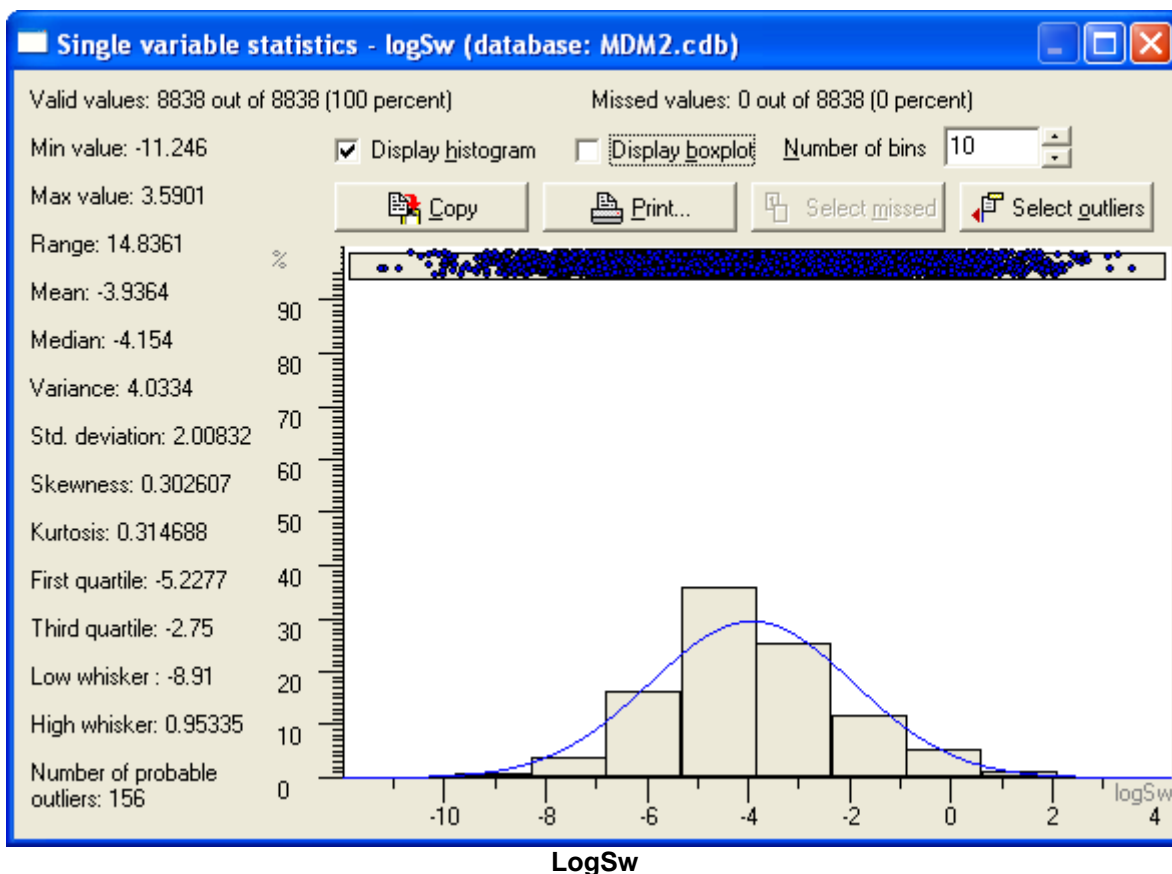 Single variable statistics - logSw (database: MDM2.cdb)
Valid values: 8838 out of 8838 (100 percent)
Missed values: 0 out of 8838 (0 percent)
Min value: -11.246
Display histogram
Display boxplot
Number of bins
10
Max value: 3.5901
Copy
Print...
Select missed
Select outliers
Range: 14.8361
Mean: -3.9364
Median: -4.154
Variance: 4.0334
Std. deviation: 2.00832
Skewness: 0.302607
Kurtosis: 0.314688
First quartile: -5.2277
Third quartile: -2.75
Low whisker : -8.91
High whisker: 0.95335
Number of probable
outliers: 156
%
90
80
70
60
50
40
30
20
10
0
logSw
-10 -8 -6 -4 -2 0 2 4
LogSw